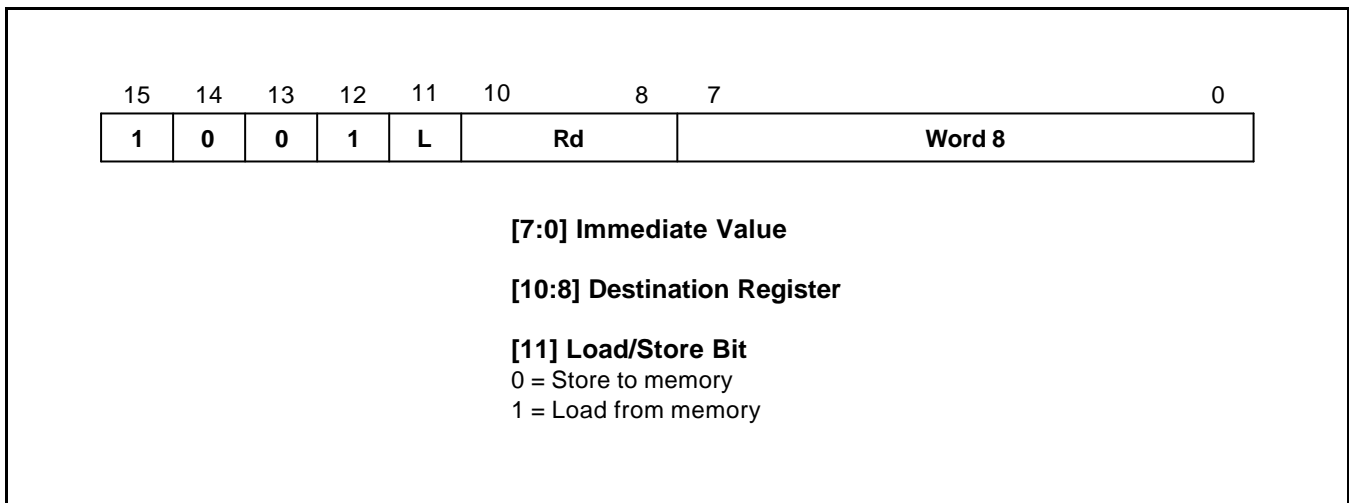 15 14 13 12 11 10 8 7 0
1 0 0 1 L Rd Word 8
[7:0] Immediate Value
[10:8] Destination Register
[11] Load/Store Bit
0 = Store to memory
1 = Load from memory